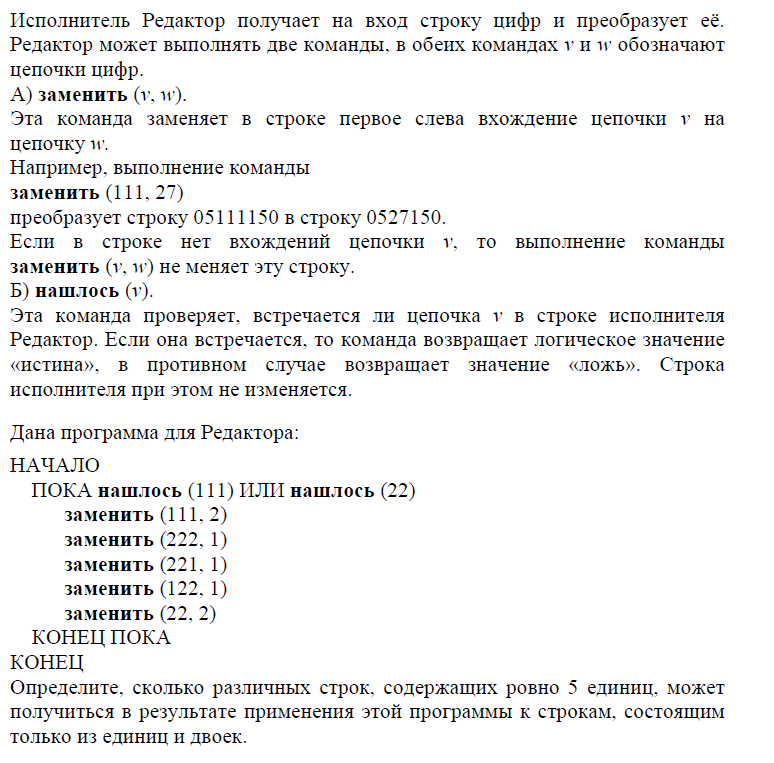 Исполнитель Редактор получает на вход строку цифр и преобразует её.
Редактор может выполнять две команды, в обеих командах v и w обозначают
цепочки цифр.
А) заменить (v, w).
Эта команда заменяет в строке первое слева вхождение цепочки v на
цепочку w.
Например, выполнение команды
заменить (111, 27)
преобразует строку 05111150 в строку 0527150.
Если в строке нет вхождений цепочки v, то выполнение команды
заменить (v, w) не меняет эту строку.
Б) нашлось (v).
Эта команда проверяет, встречается ли цепочка v в строке исполнителя
Редактор. Если она встречается, то команда возвращает логическое значение
«истина», в противном случае возвращает значение «ложь». Строка
исполнителя при этом не изменяется.
Дана программа для Редактора:
НАЧАЛО
ПОКА нашлось (111) ИЛИ нашлось (22)
заменить (111, 2)
заменить (222, 1)
заменить (221, 1)
заменить (122, 1)
заменить (22, 2)
КОНЕЦ ПОКА
КОНЕЦ
Определите, сколько различных строк, содержащих ровно 5 единиц, может
получиться в результате применения этой программы к строкам, состоящим
только из единиц и двоек.